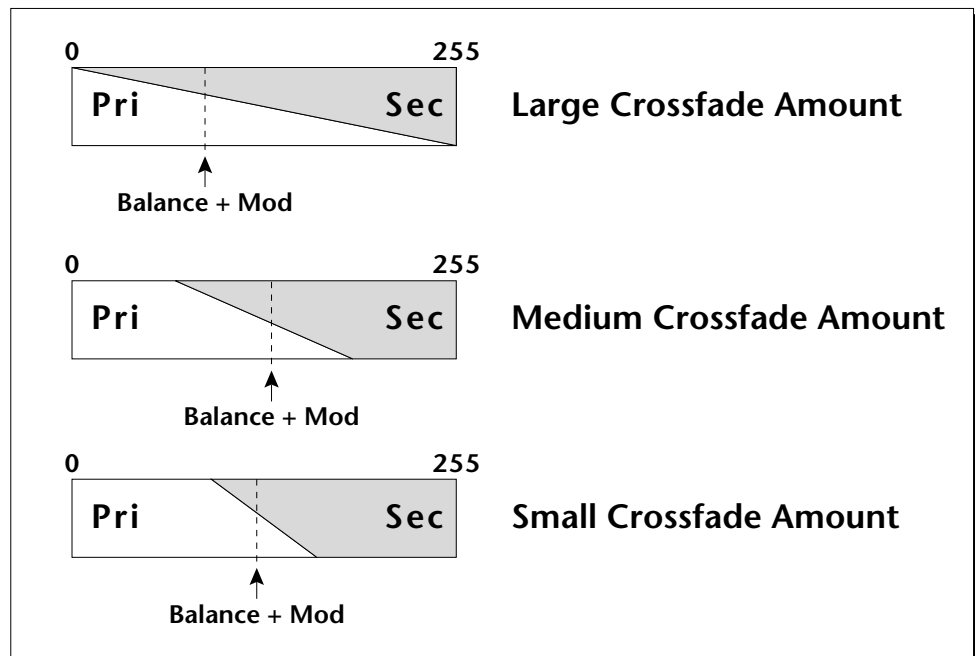 0 255
Pri Sec Large Crossfade Amount
Balance + Mod
0 255
Pri Sec Medium Crossfade Amount
Balance + Mod
0 255
Pri Sec Small Crossfade Amount
Balance + Mod